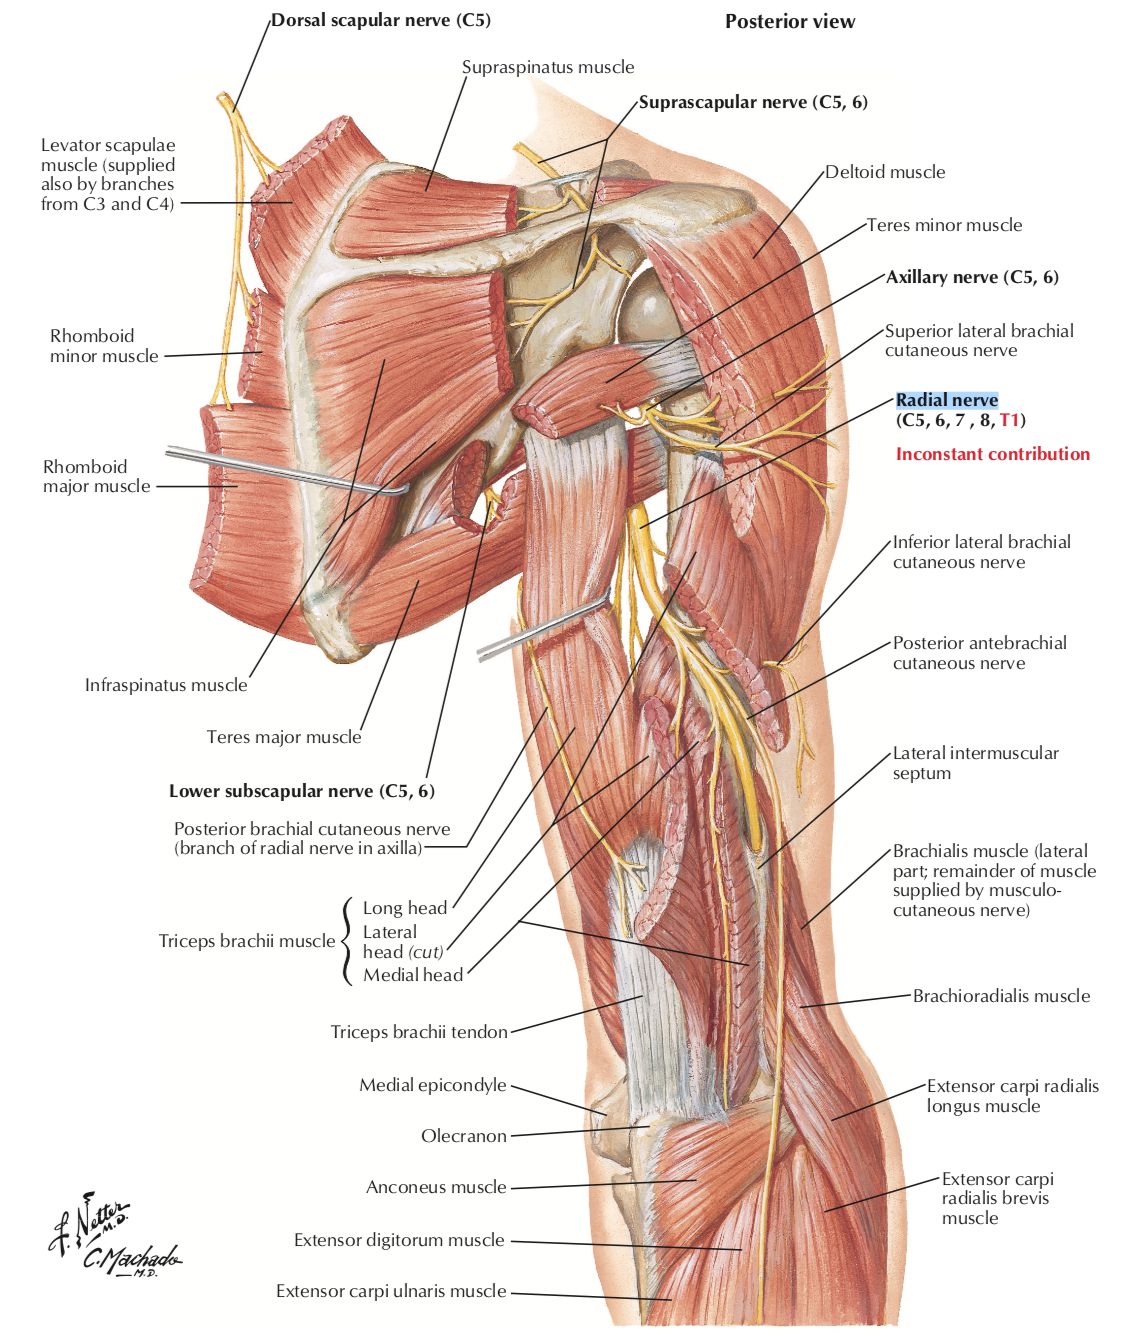 Dorsal scapular nerve (C5)
Posterior view
Supraspinatus muscle
Suprascapular nerve (C5, 6)
Levator scapulae
muscle (supplied
also by branches
from C3 and C4)
Deltoid muscle
Teres minor muscle
Axillary nerve (C5, 6)
Superior lateral brachial
cutaneous nerve
Rhomboid
minor muscle
Radial nerve
(C5, 6, 7 , 8, T1)
Inconstant contribution
Rhomboid
major muscle
Inferior lateral brachial
cutaneous nerve
Posterior antebrachial
cutaneous nerve
Infraspinatus muscle
Teres major muscle
Lateral intermuscular
septum
Lower subscapular nerve (C5, 6)
Posterior brachial cutaneous nerve
(branch of radial nerve in axilla)
Brachialis muscle (lateral
part; remainder of muscle
supplied by musculo-
cutaneous nerve)
Triceps brachii muscle
Long head
Lateral
head (cut)
Medial head
Brachioradialis muscle
Triceps brachii tendon
Medial epicondyle
Extensor carpi radialis
longus muscle
Olecranon
Anconeus muscle
Extensor carpi
radialis brevis
muscle
Extensor digitorum muscle
Extensor carpi ulnaris muscle
F. Netter
M.D.
C. Machado
M.D.